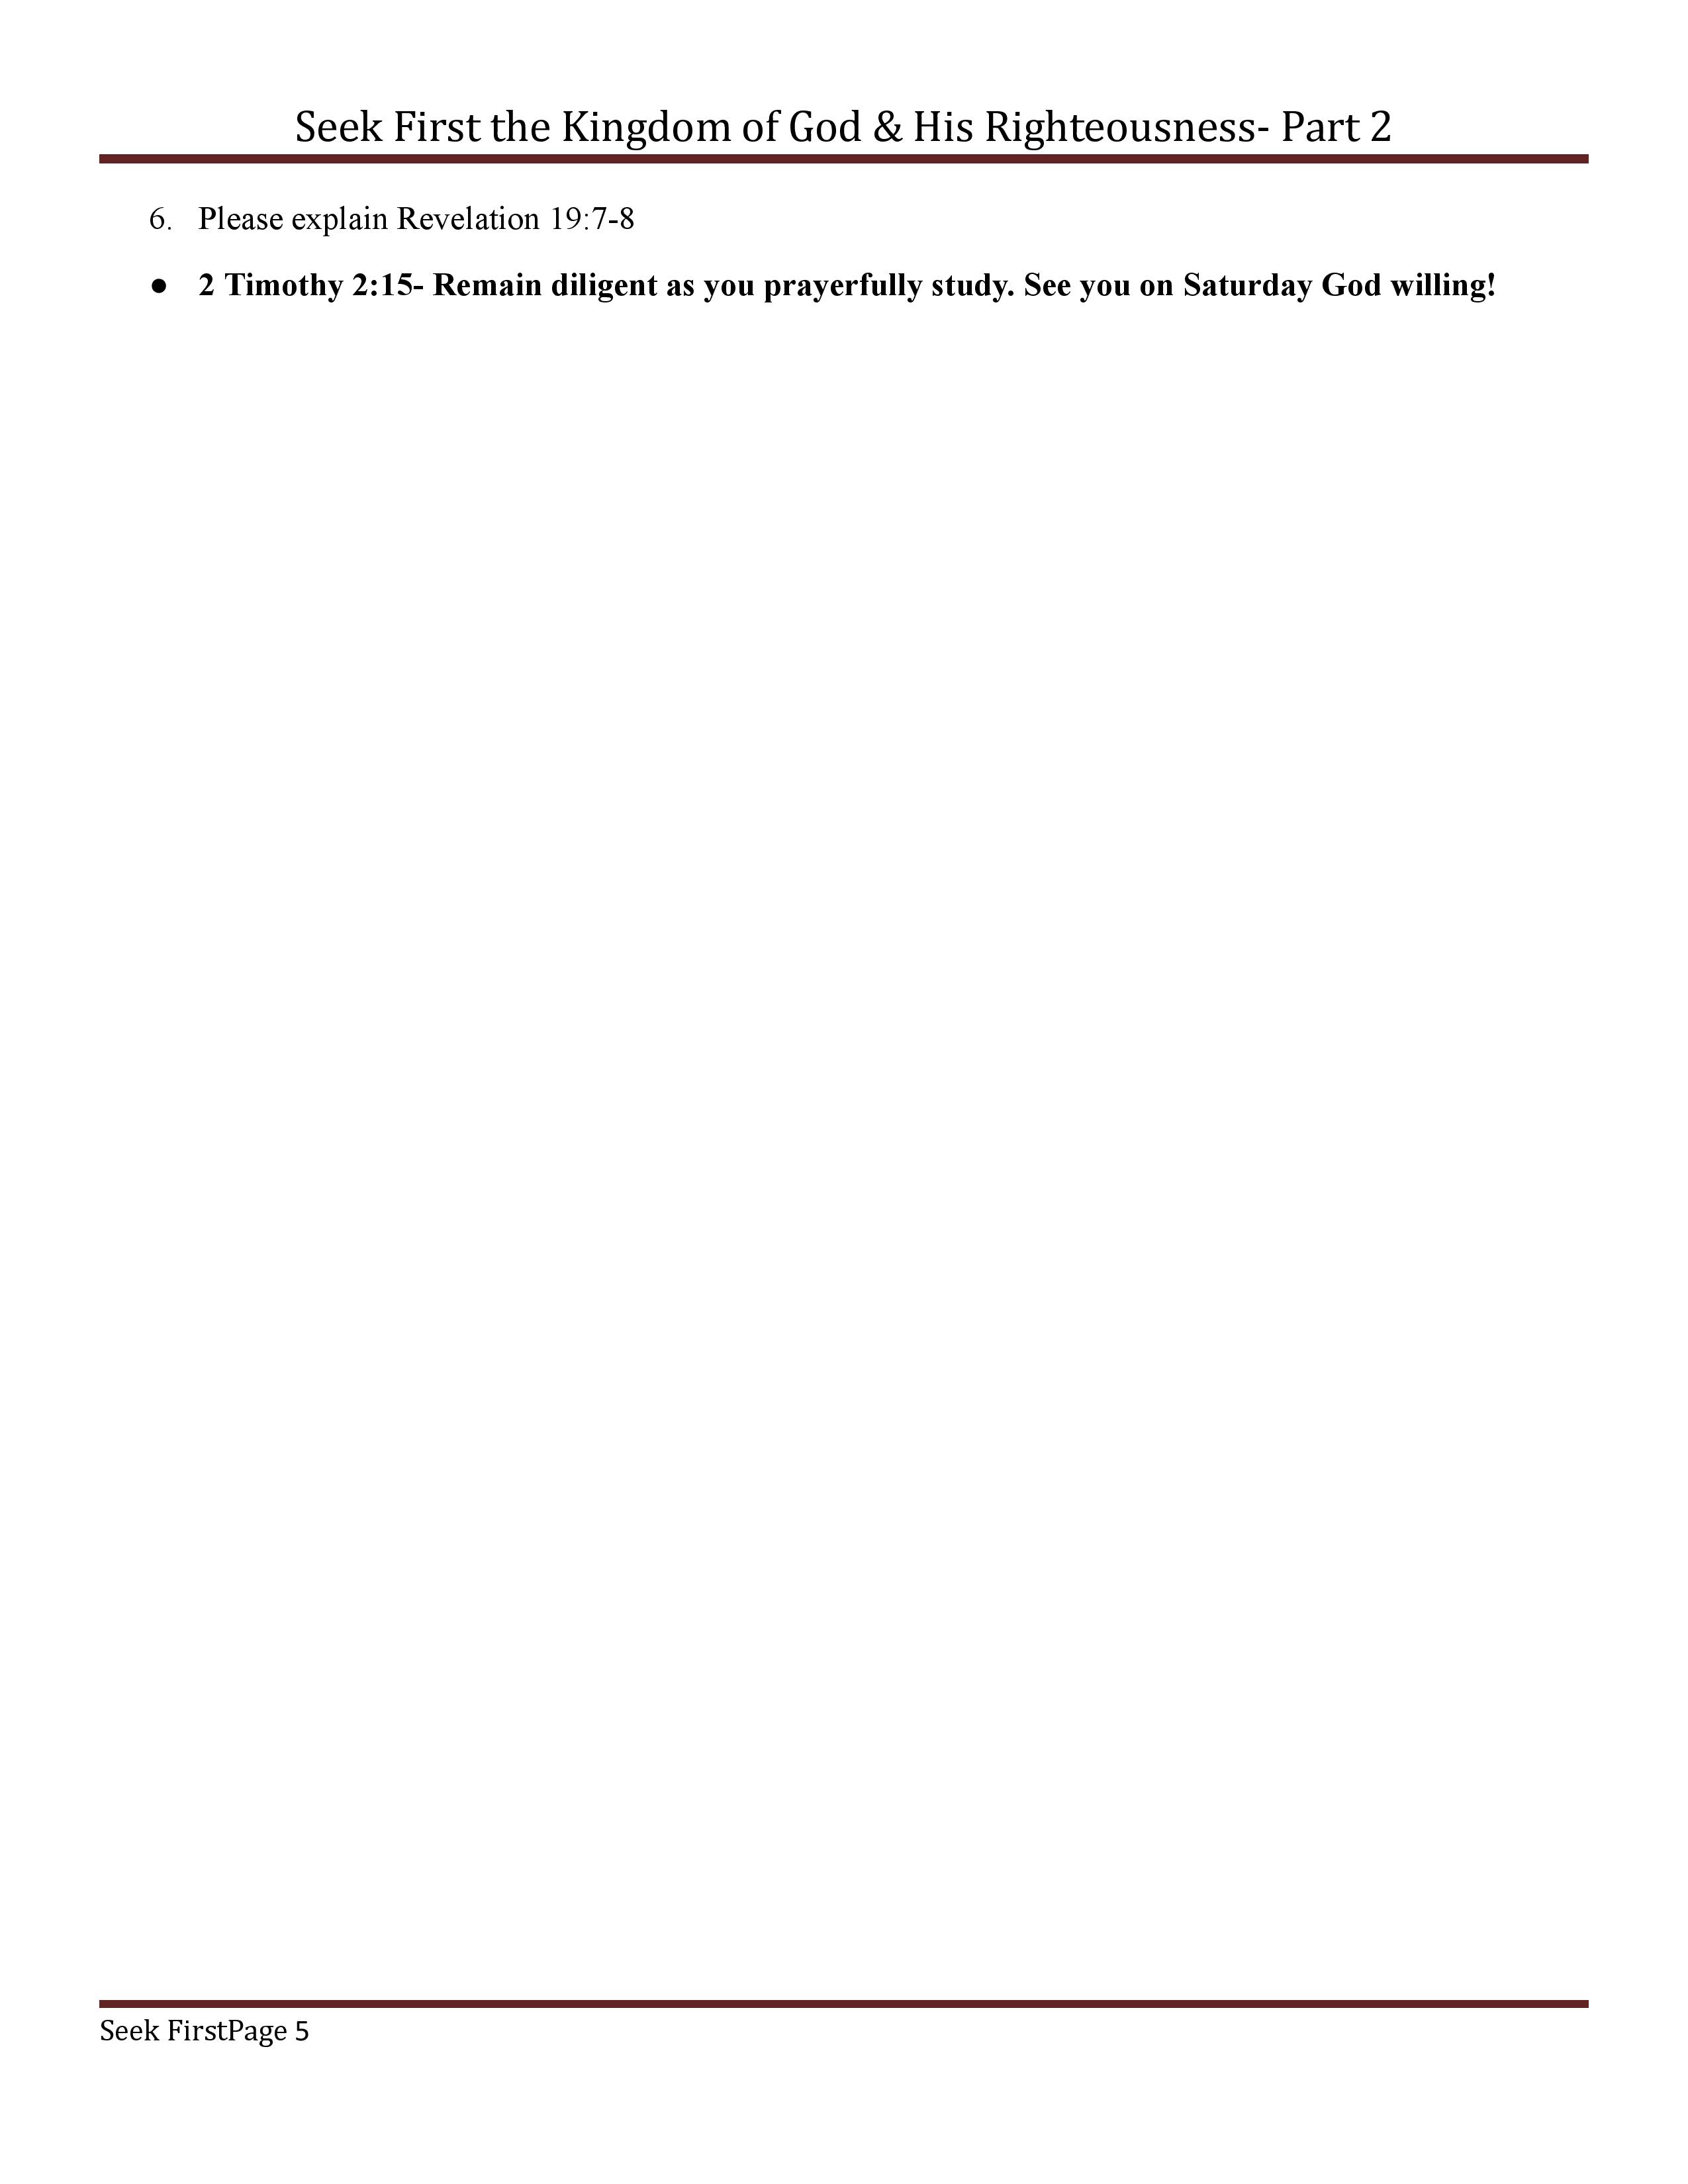 Seek First the Kingdom of God & His Righteousness- Part 2
6. Please explain Revelation 19:7-8
● 2 Timothy 2:15- Remain diligent as you prayerfully study. See you on Saturday God willing!
Seek FirstPage 5